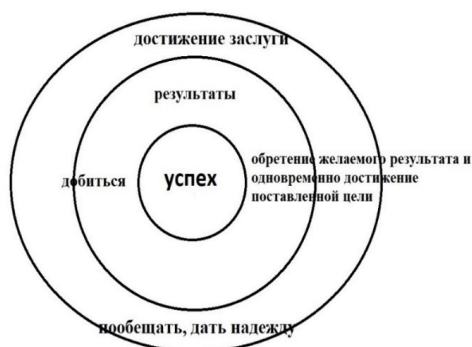 достижение заслуги
результаты
обретение желаемого результата и
добиться
успех
одновременно достижение
поставленной цели
пообещать, дать надежду